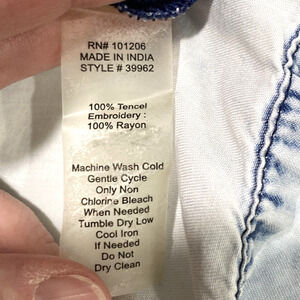 RN# 101206
MADE IN INDIA
STYLE # 39962
100% Tencel
Embroidery :
100% Rayon
Machine Wash Cold
Gentle Cycle
Only Non
Chlorine Bleach
When Needed
Tumble Dry Low
Cool Iron
If Needed
Do Not
Dry Clean